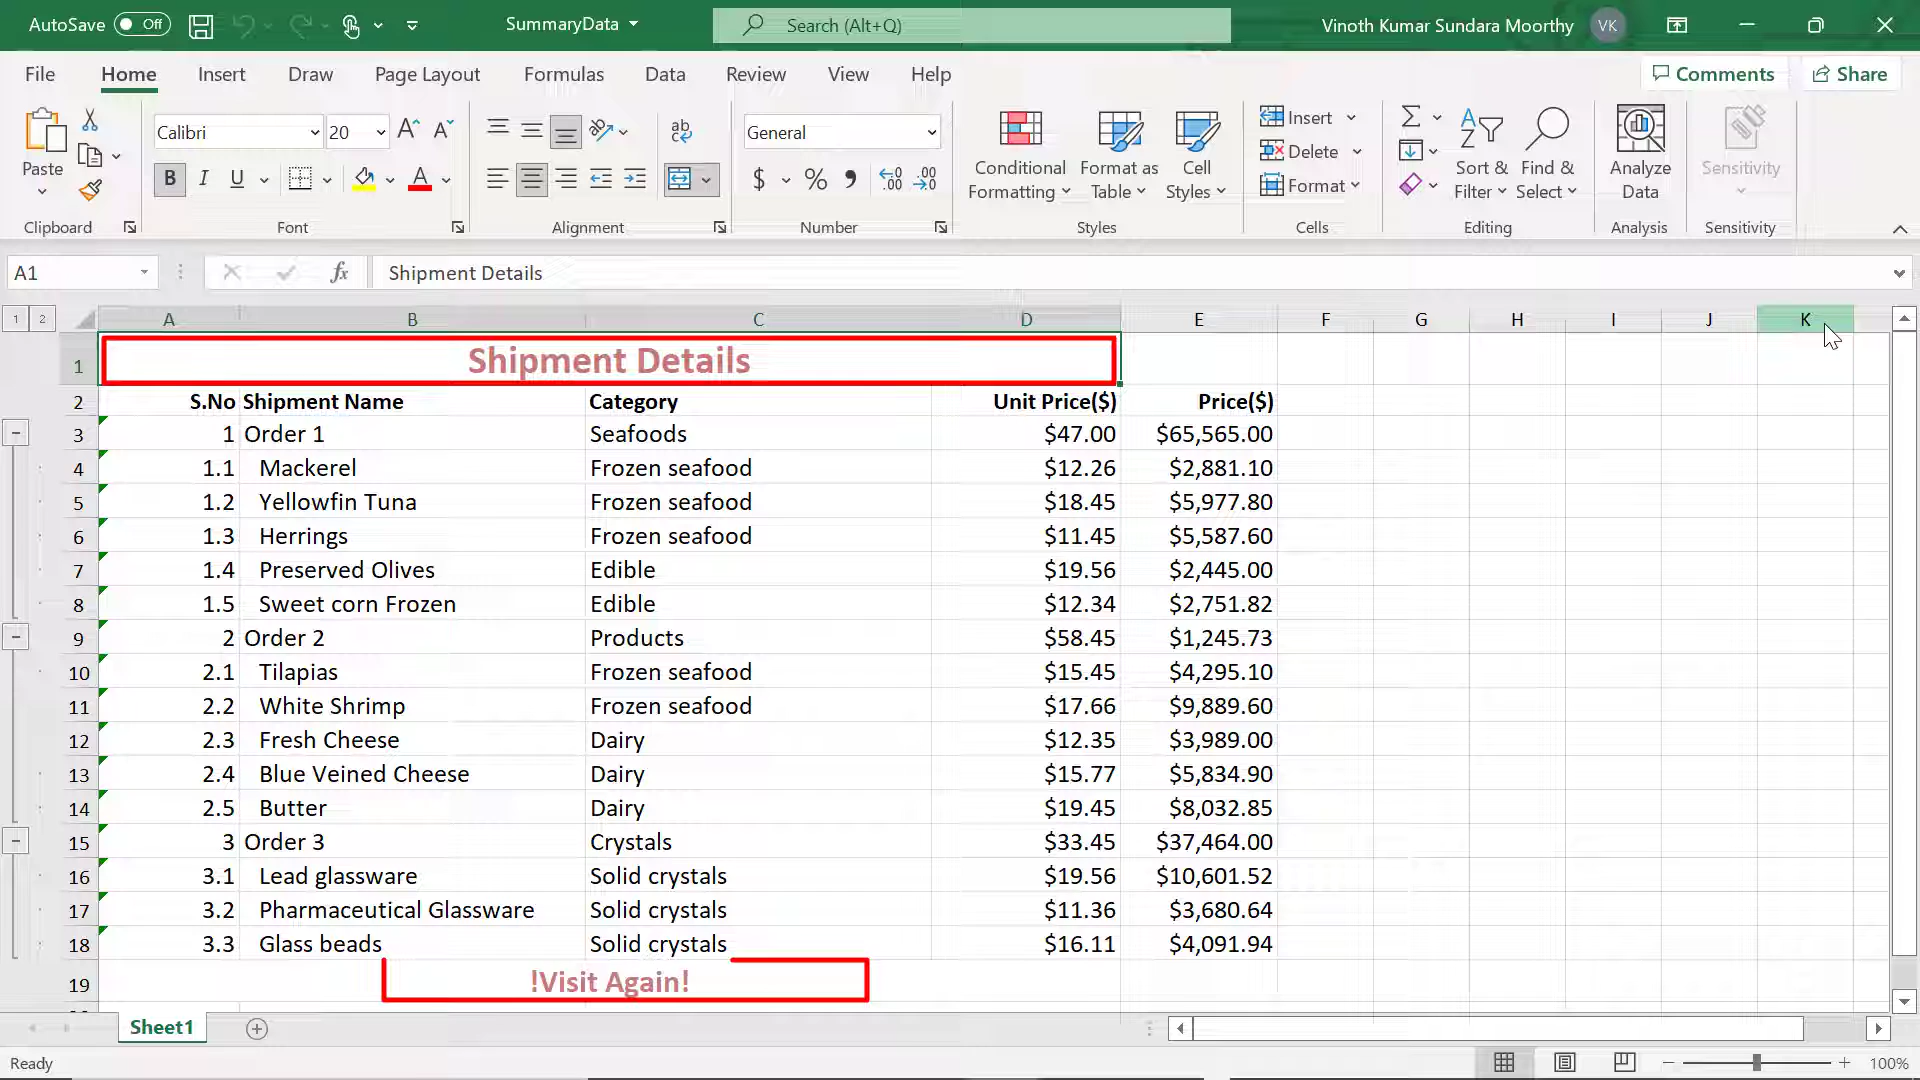 AutoSave Off SummaryData Search (Alt+Q) Vinoth Kumar Sundara Moorthy VK
File Home Insert Draw Page Layout Formulas Data Review View Help Comments Share
Calibri 20 General
Insert
Delete
Format
Paste
Conditional Formatting
Format as Table
Cell Styles
Sort & Filter
Find & Select
Analyze Data
Sensitivity
Clipboard Font Alignment Number Styles Cells Editing Analysis Sensitivity
A1 fx Shipment Details
1 2 A B C D E F G H I J K
1 Shipment Details
2 S.No Shipment Name Category Unit Price($) Price($)
3 1 Order 1 Seafoods $47.00 $65,565.00
4 1.1 Mackerel Frozen seafood $12.26 $2,881.10
5 1.2 Yellowfin Tuna Frozen seafood $18.45 $5,977.80
6 1.3 Herrings Frozen seafood $11.45 $5,587.60
7 1.4 Preserved Olives Edible $19.56 $2,445.00
8 1.5 Sweet corn Frozen Edible $12.34 $2,751.82
9 2 Order 2 Products $58.45 $1,245.73
10 2.1 Tilapias Frozen seafood $15.45 $4,295.10
11 2.2 White Shrimp Frozen seafood $17.66 $9,889.60
12 2.3 Fresh Cheese Dairy $12.35 $3,989.00
13 2.4 Blue Veined Cheese Dairy $15.77 $5,834.90
14 2.5 Butter Dairy $19.45 $8,032.85
15 3 Order 3 Crystals $33.45 $37,464.00
16 3.1 Lead glassware Solid crystals $19.56 $10,601.52
17 3.2 Pharmaceutical Glassware Solid crystals $11.36 $3,680.64
18 3.3 Glass beads Solid crystals $16.11 $4,091.94
19 !Visit Again!
Sheet1
Ready 100%